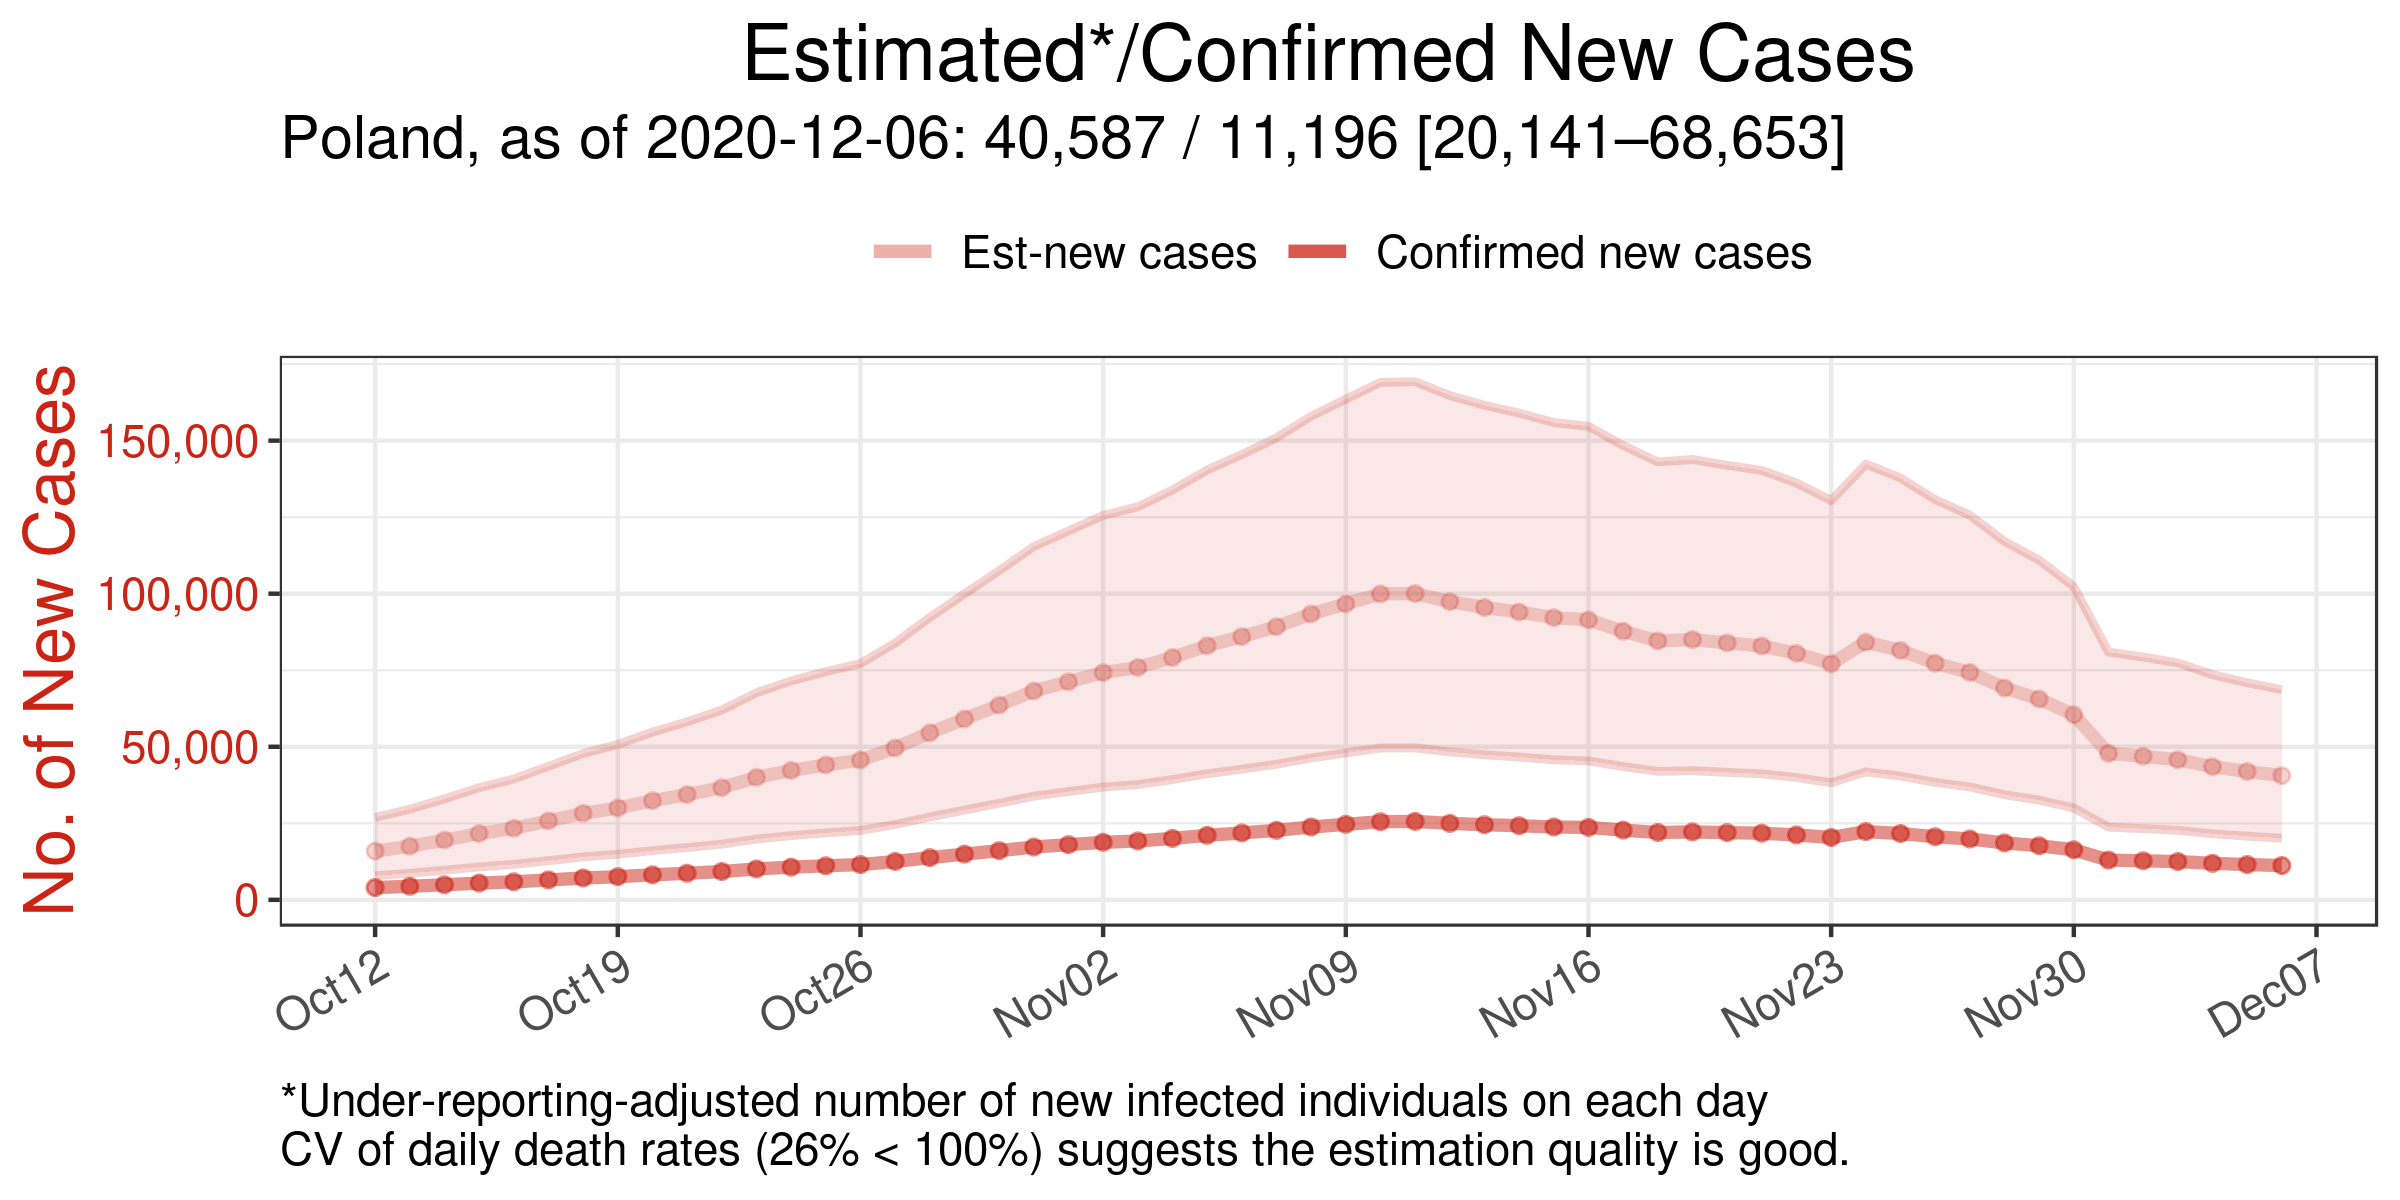 Estimated*/Confirmed New Cases
Poland, as of 2020-12-06: 40,587 / 11,196 [20,141–68,653]
Est-new cases
Confirmed new cases
No. of New Cases
150,000
100,000
50,000
0
Oct12
Oct19
Oct26
Nov02
Nov09
Nov16
Nov23
Nov30
Dec07
*Under-reporting-adjusted number of new infected individuals on each day
CV of daily death rates (26% < 100%) suggests the estimation quality is good.